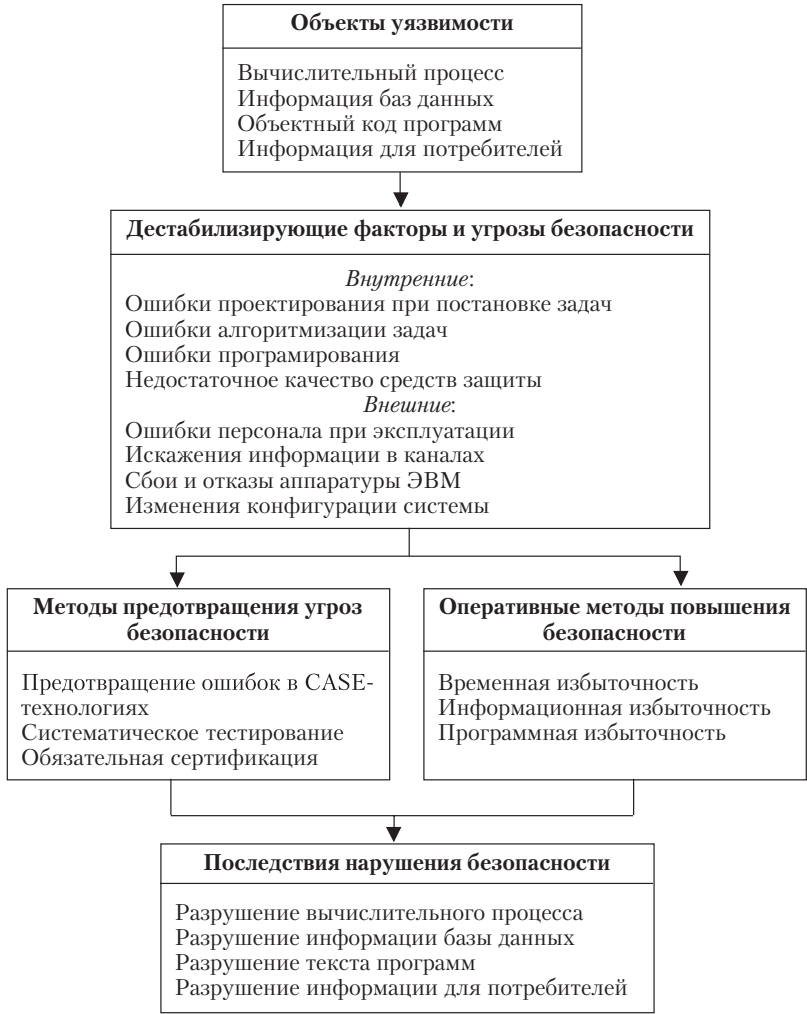 Объекты уязвимости
Вычислительный процесс
Информация баз данных
Объектный код программ
Информация для потребителей
Дестабилизирующие факторы и угрозы безопасности
Внутренние:
Ошибки проектирования при постановке задач
Ошибки алгоритмизации задач
Ошибки програмирования
Недостаточное качество средств защиты
Внешние:
Ошибки персонала при эксплуатации
Искажения информации в каналах
Сбои и отказы аппаратуры ЭВМ
Изменения конфигурации системы
Методы предотвращения угроз
безопасности
Предотвращение ошибок в CASE-
технологиях
Систематическое тестирование
Обязательная сертификация
Оперативные методы повышения
безопасности
Временная избыточность
Информационная избыточность
Программная избыточность
Последствия нарушения безопасности
Разрушение вычислительного процесса
Разрушение информации базы данных
Разрушение текста программ
Разрушение информации для потребителей